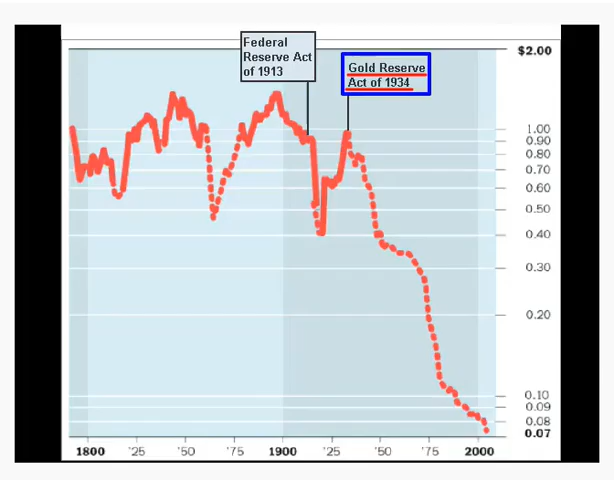 Federal
Reserve Act
of 1913
Gold Reserve
Act of 1934
$2.00
1.00
0.90
0.80
0.70
0.60
0.50
0.40
0.30
0.20
0.10
0.09
0.08
0.07
1800 '25 '50 '75 1900 '25 '50 '75 2000